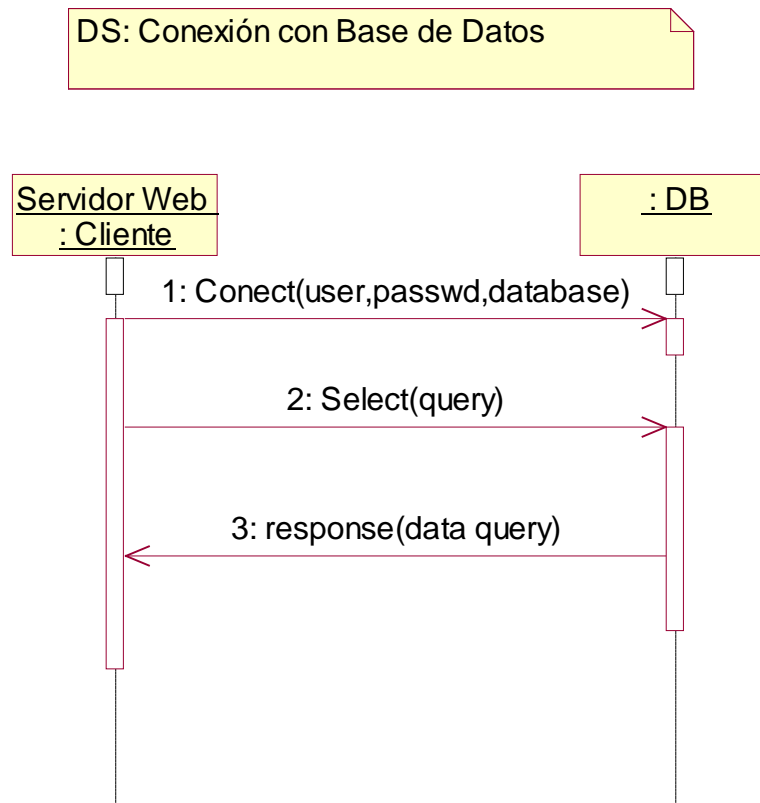 DS: Conexión con Base de Datos
Servidor Web
: Cliente
: DB
1: Conect(user,passwd,database)
2: Select(query)
3: response(data query)